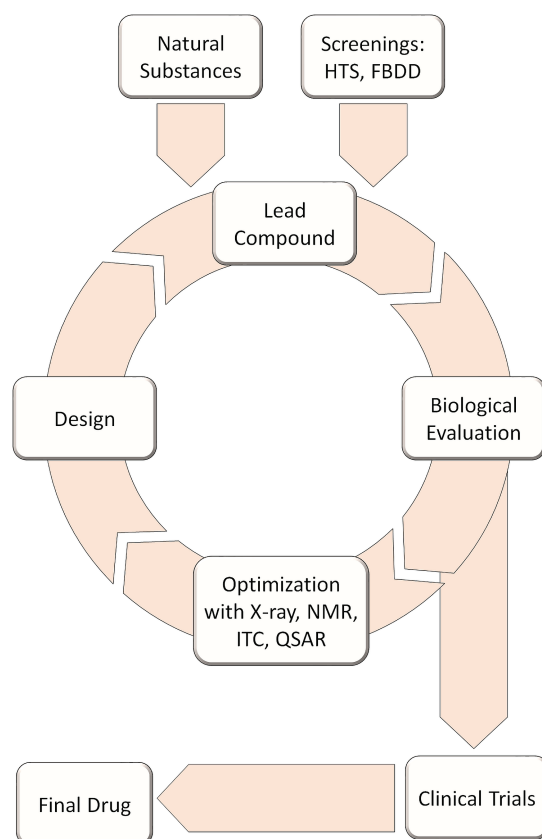 Natural
Substances
Screenings:
HTS, FBDD
Lead
Compound
Design
Biological
Evaluation
Optimization
with X-ray, NMR,
ITC, QSAR
Final Drug
Clinical Trials